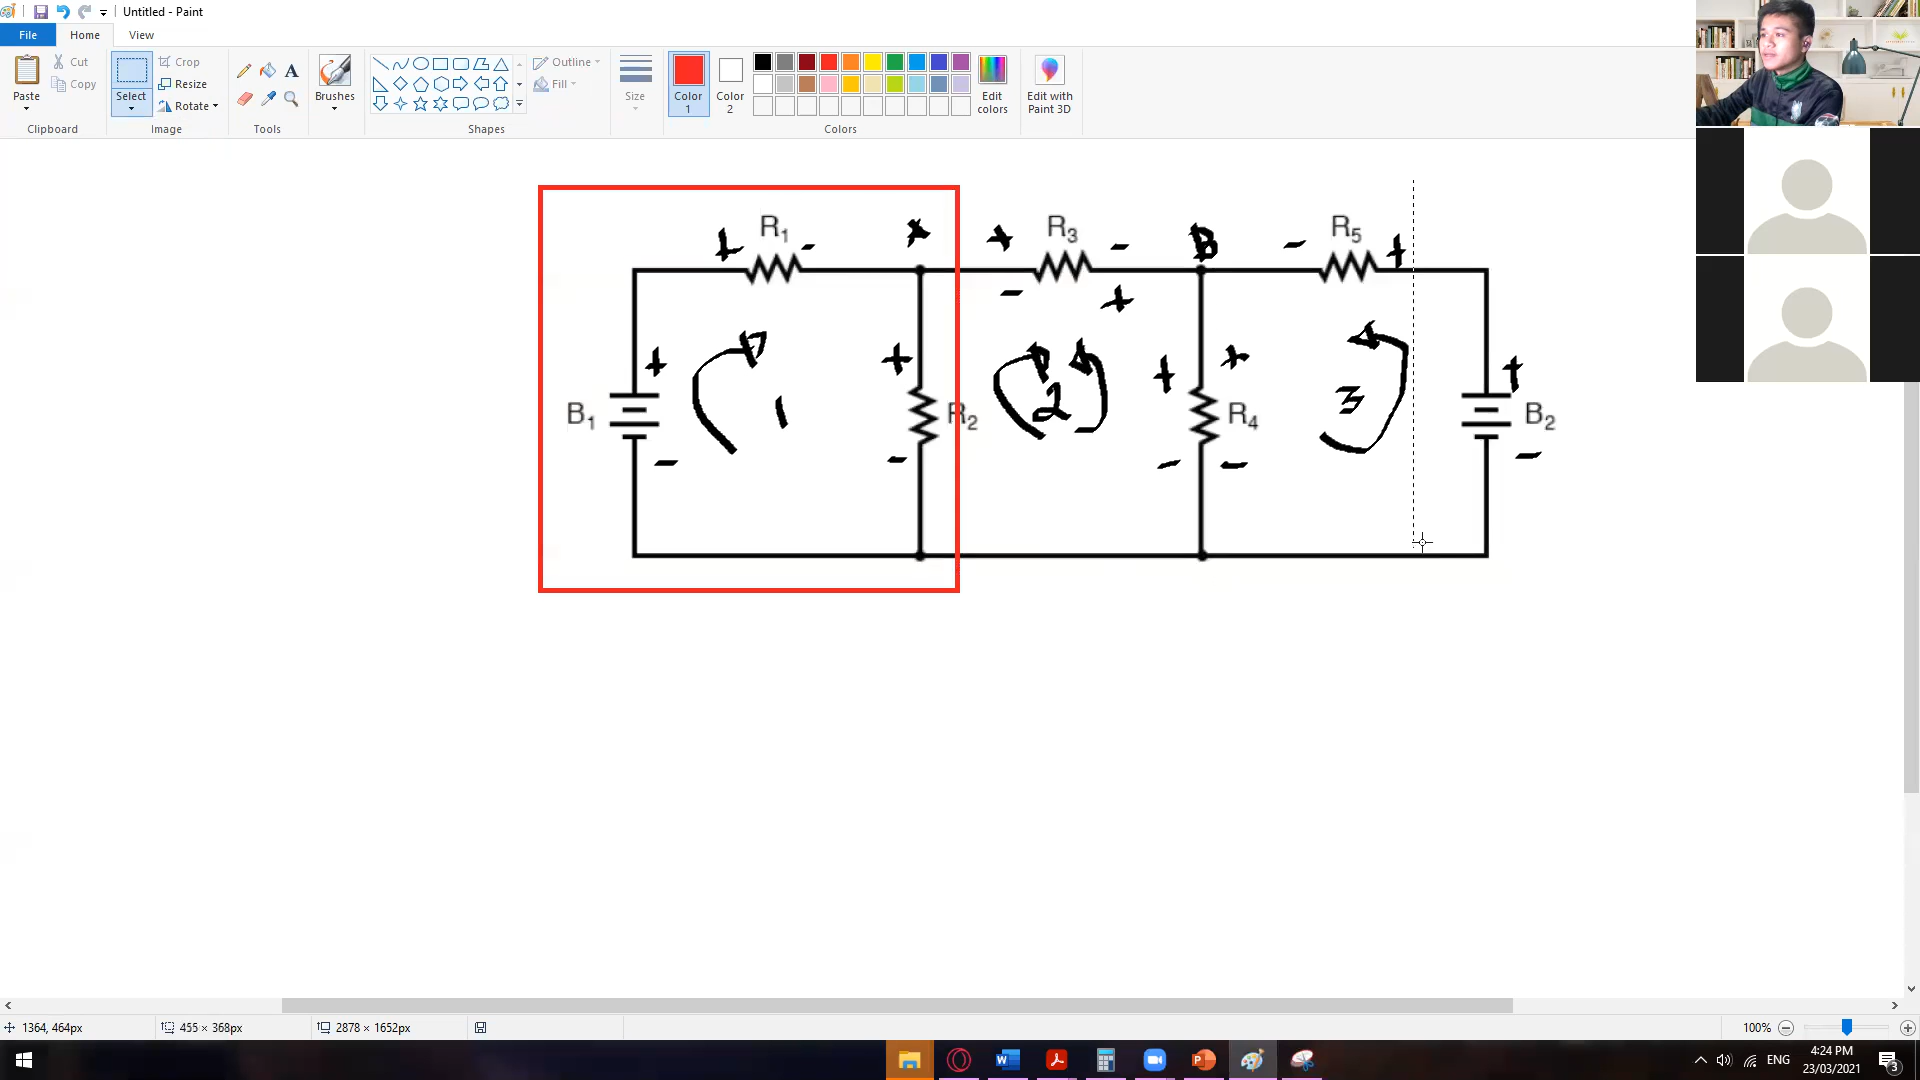 Untitled - Paint
File Home View
Paste
Cut
Copy
Clipboard
Select
Crop
Resize
Rotate
Image
Tools
Brushes
Shapes
Outline
Fill
Size
Color 1
Color 2
Edit colors
Colors
Edit with Paint 3D
+ R1 - A + R3 - B - R5 +
- +
+ + + + +
B1 1 R2 2 R4 3 B2
- - - - -
1364, 464px 455 × 368px 2878 × 1652px 100%
ENG 4:24 PM
23/03/2021
3